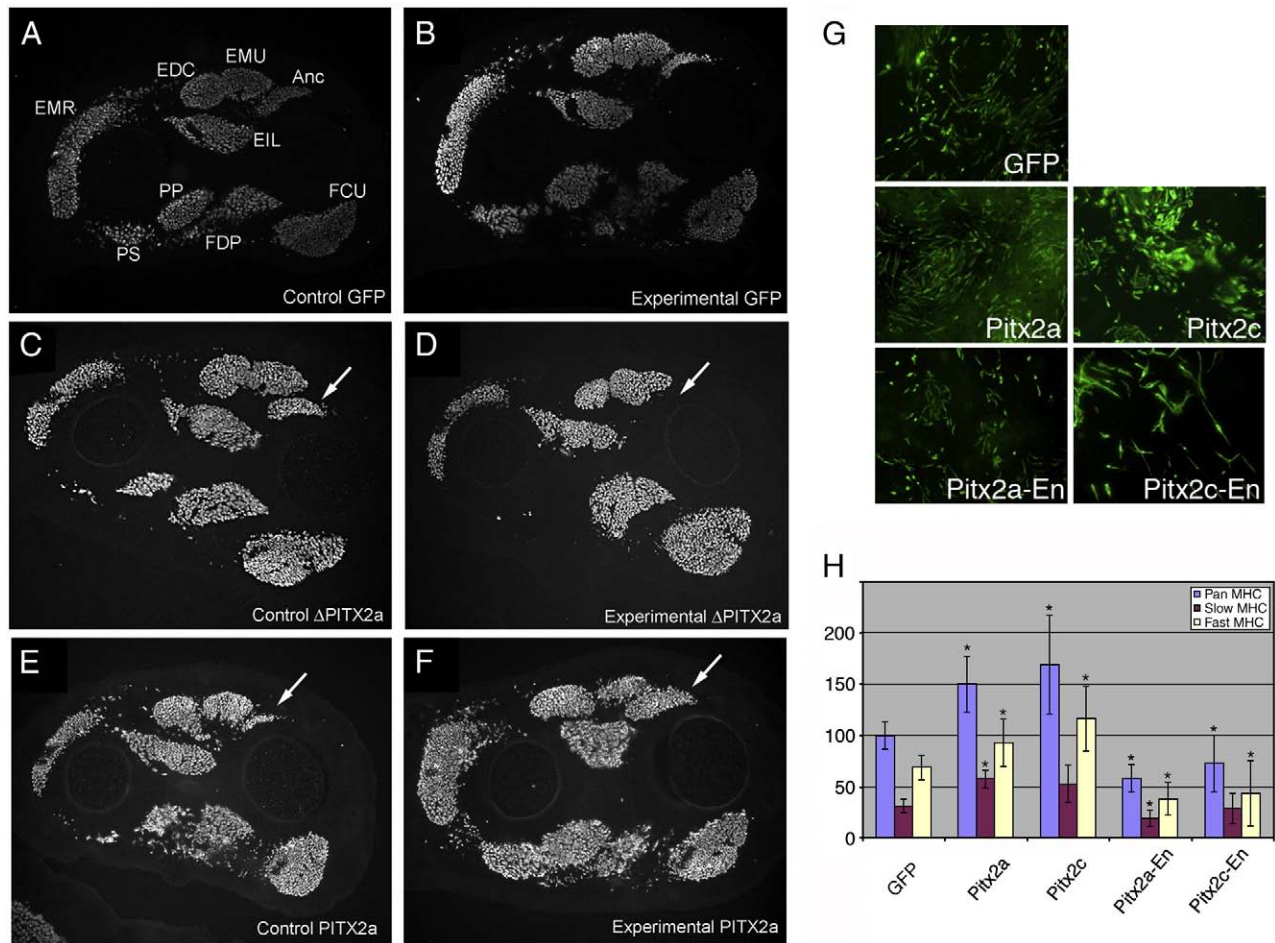 A
EDC
EMU
Anc
EMR
EIL
PP
FCU
PS
FDP
Control GFP
B
Experimental GFP
C
Control ΔPITX2a
D
Experimental ΔPITX2a
E
Control PITX2a
F
Experimental PITX2a
G
GFP
Pitx2a
Pitx2c
Pitx2a-En
Pitx2c-En
H
Pan MHC
Slow MHC
Fast MHC
200
150
100
50
0
* * * * * * * * * *
GFP
Pitx2a
Pitx2c
Pitx2a-En
Pitx2c-En